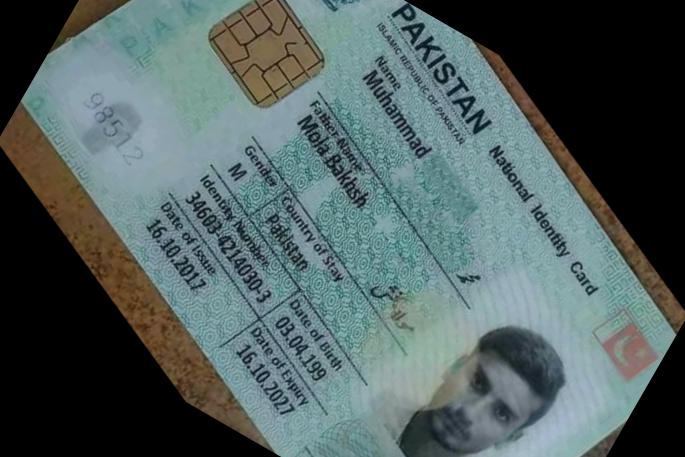 PAKISTAN
National Identity Card
ISLAMIC REPUBLIC OF PAKISTAN
Name
Muhammad
Father Name
Mola Bakhsh
Gender
Country of Stay
M
Pakistan
Identity Number
Date of Birth
34603-4214030-3
03.04.199
Date of Issue
Date of Expiry
16.10.2017
16.10.2027
98512